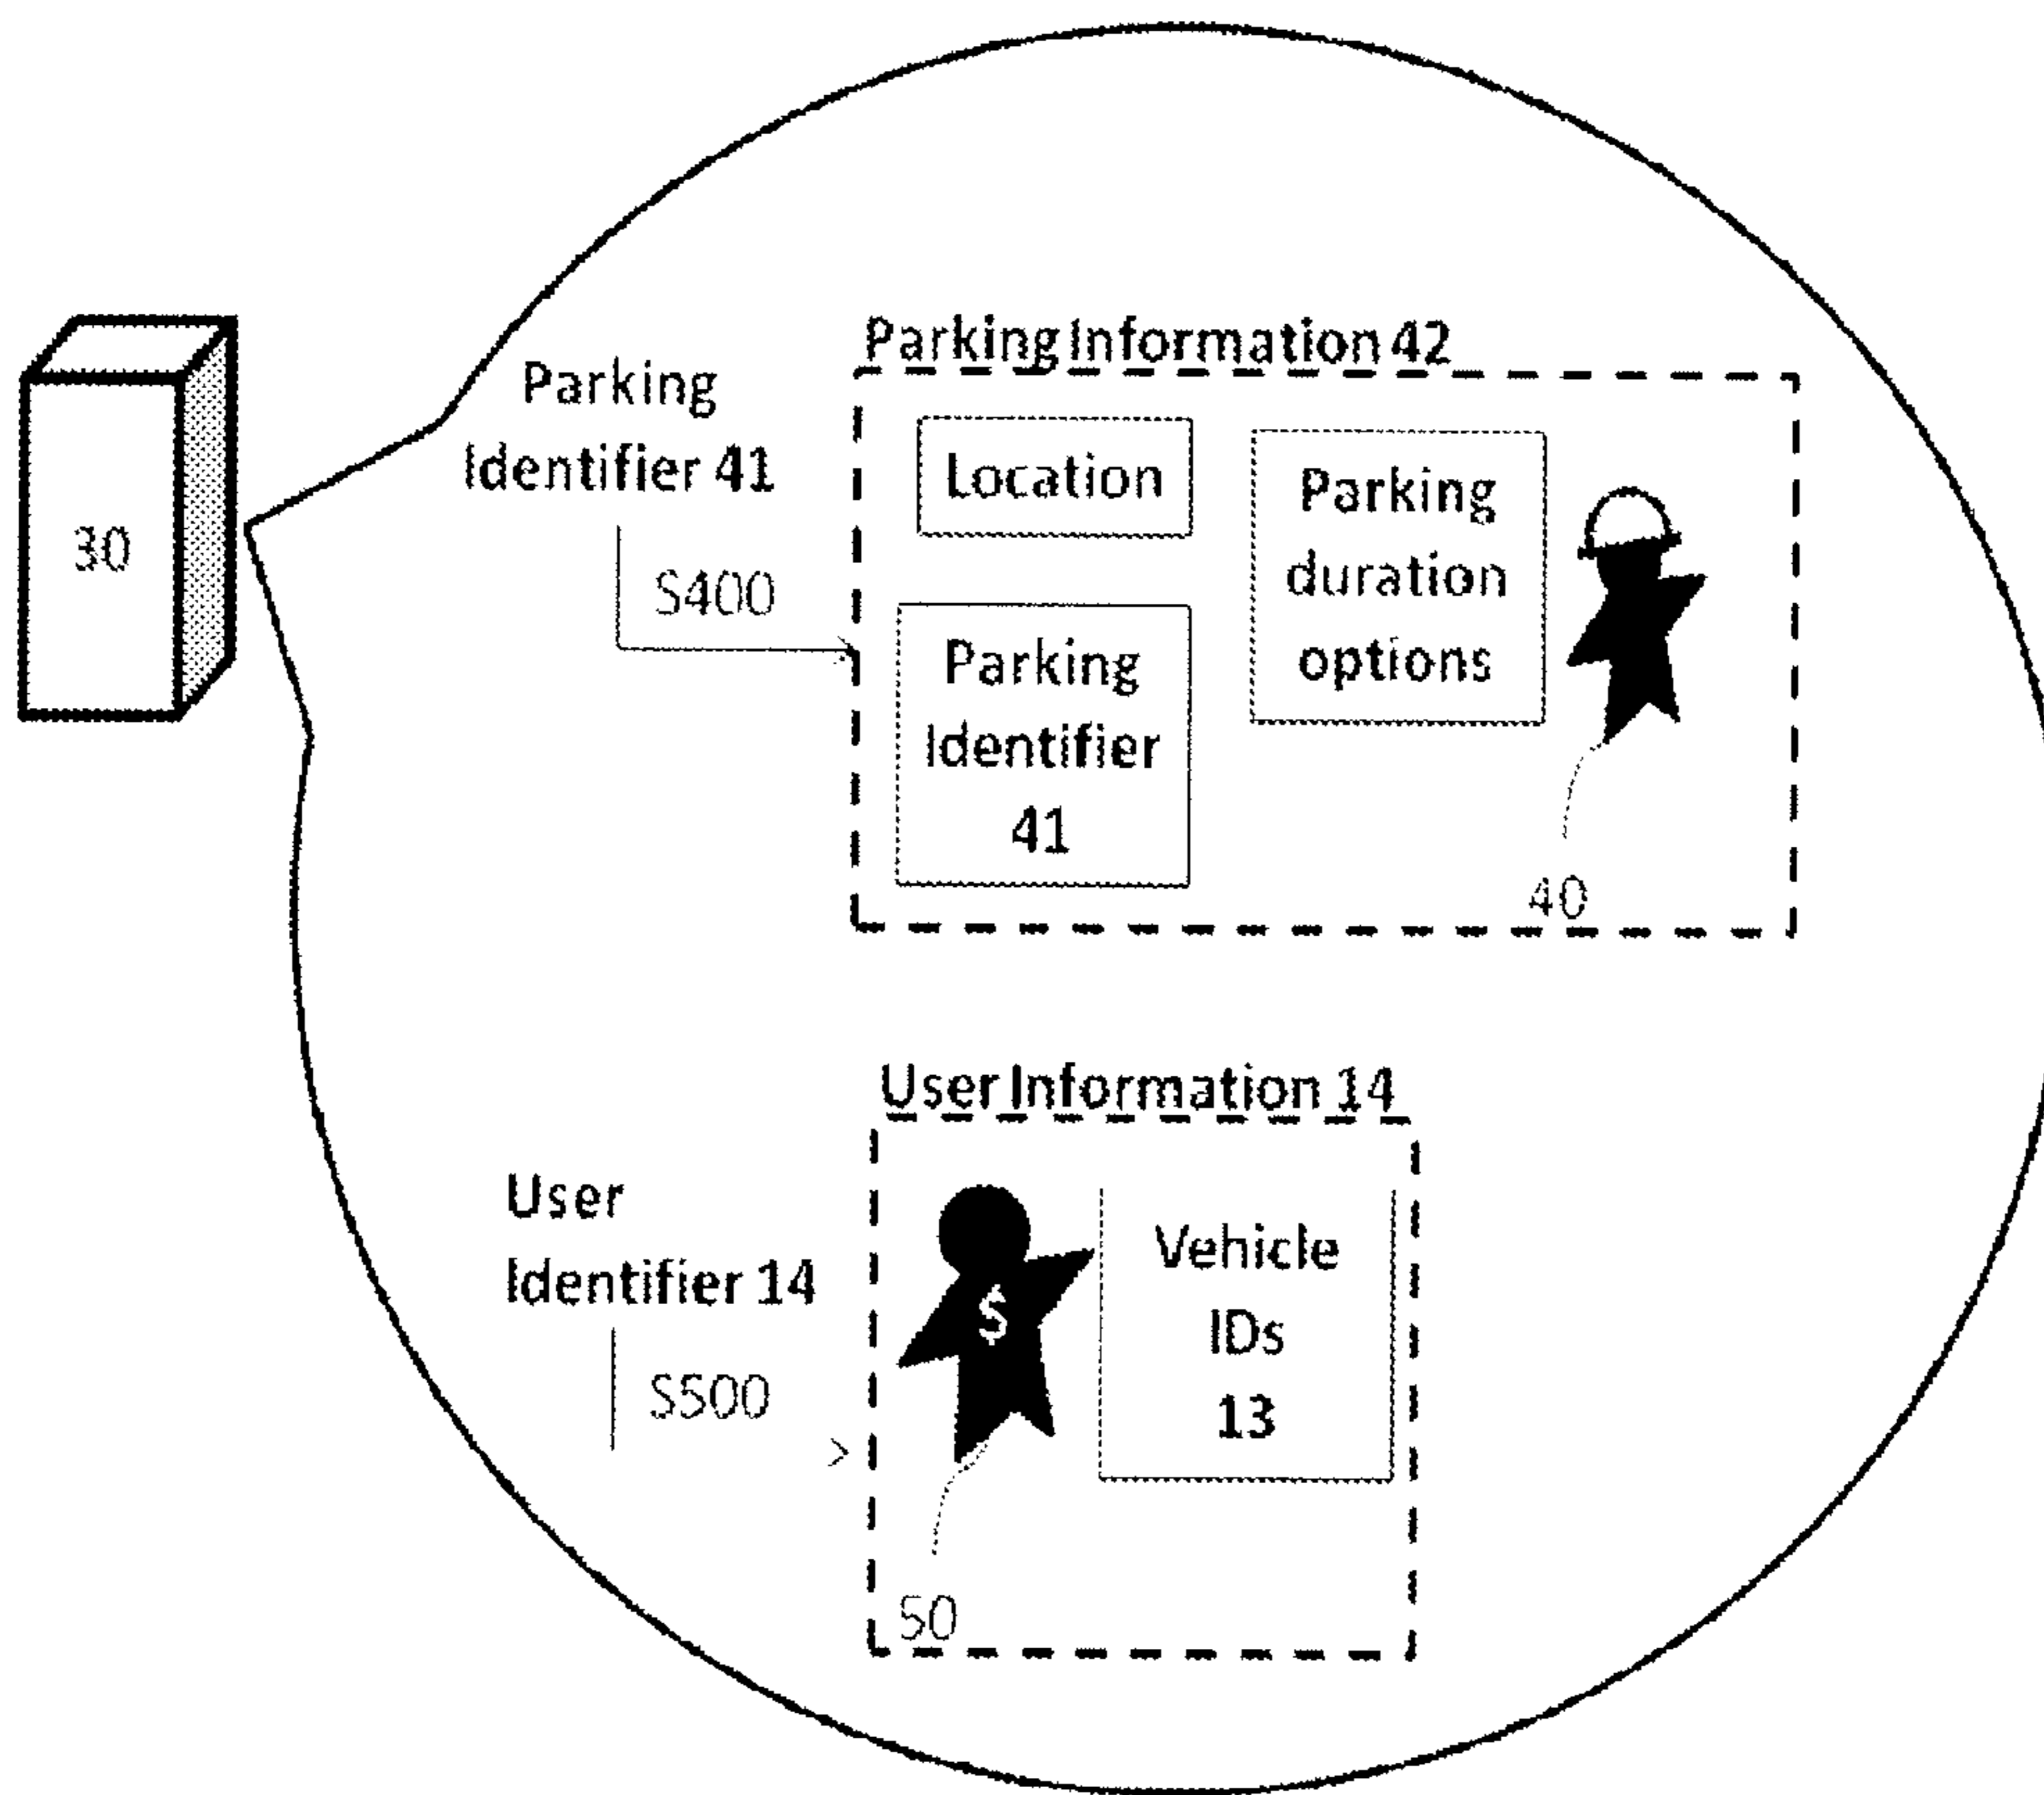 30
Parking
Identifier 41
S400
Parking Information 42
Location
Parking
Identifier
41
Parking
duration
options
40
User
Identifier 14
S500
User Information 14
$
Vehicle
IDs
13
50